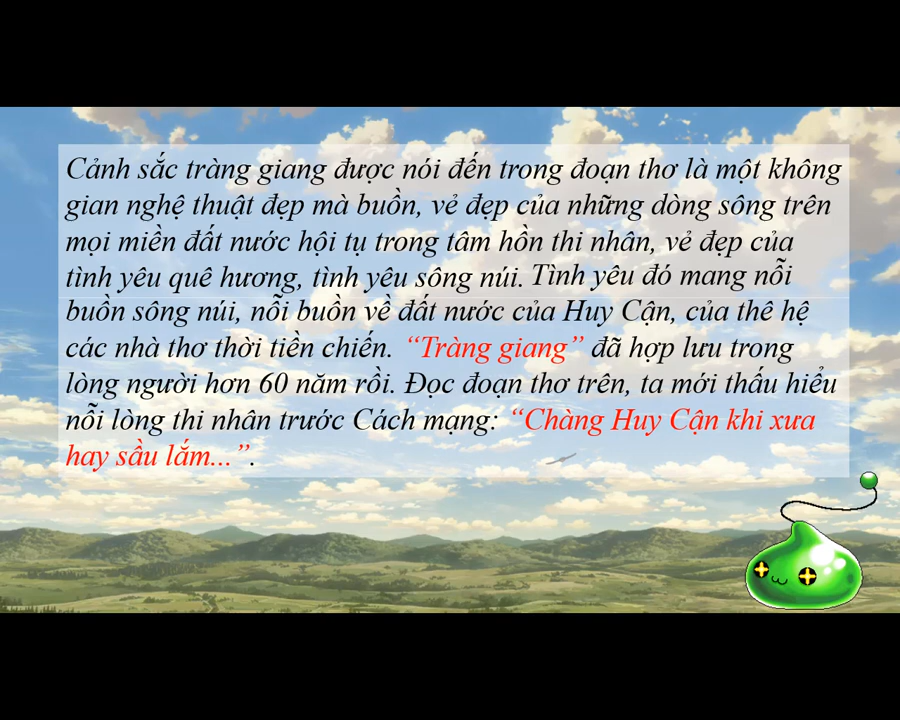 Cảnh sắc tràng giang được nói đến trong đoạn thơ là một không
gian nghệ thuật đẹp mà buồn, vẻ đẹp của những dòng sông trên
mọi miền đất nước hội tụ trong tâm hồn thi nhân, vẻ đẹp của
tình yêu quê hương, tình yêu sông núi. Tình yêu đó mang nỗi
buồn sông núi, nỗi buồn về đất nước của Huy Cận, của thê hệ
các nhà thơ thời tiền chiến. “Tràng giang” đã hợp lưu trong
lòng người hơn 60 năm rồi. Đọc đoạn thơ trên, ta mới thấu hiểu
nỗi lòng thi nhân trước Cách mạng: “Chàng Huy Cận khi xưa
hay sầu lắm...”.